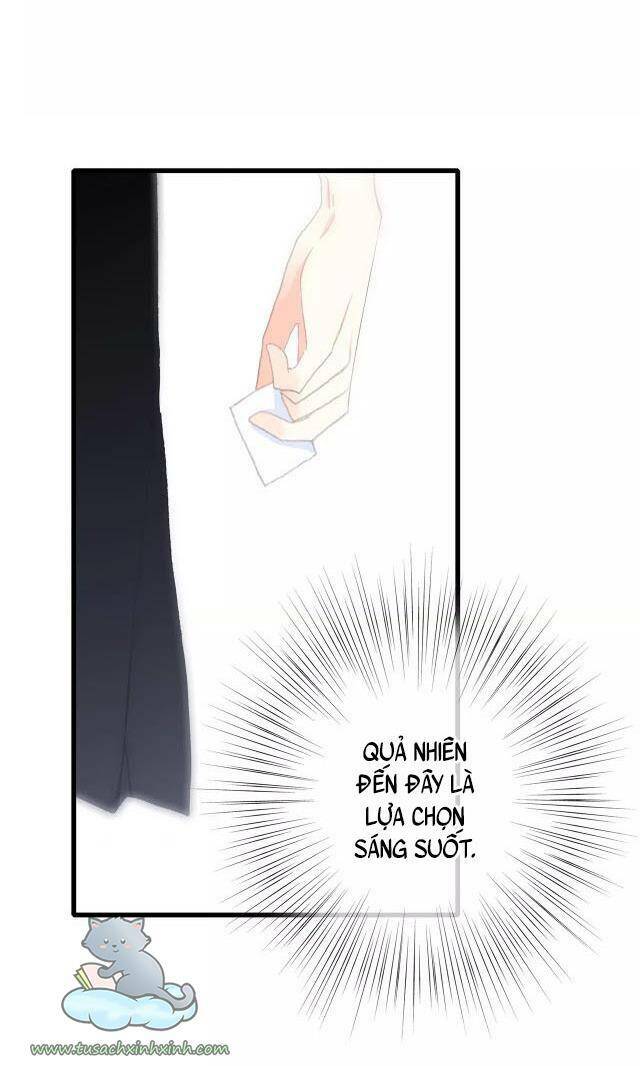 QUẢ NHIÊN
ĐẾN ĐÂY LÀ
LỰA CHỌN
SÁNG SUỐT.
www.tusachxinhxinh.com